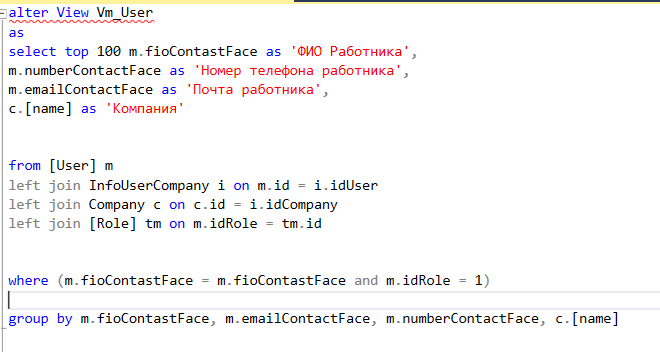 alter View Vm_User
as
select top 100 m.fioContastFace as 'ФИО Работника',
m.numberContactFace as 'Номер телефона работника',
m.emailContactFace as 'Почта работника',
c.[name] as 'Компания'
from [User] m
left join InfoUserCompany i on m.id = i.idUser
left join Company c on c.id = i.idCompany
left join [Role] tm on m.idRole = tm.id
where (m.fioContastFace = m.fioContastFace and m.idRole = 1)
group by m.fioContastFace, m.emailContactFace, m.numberContactFace, c.[name]